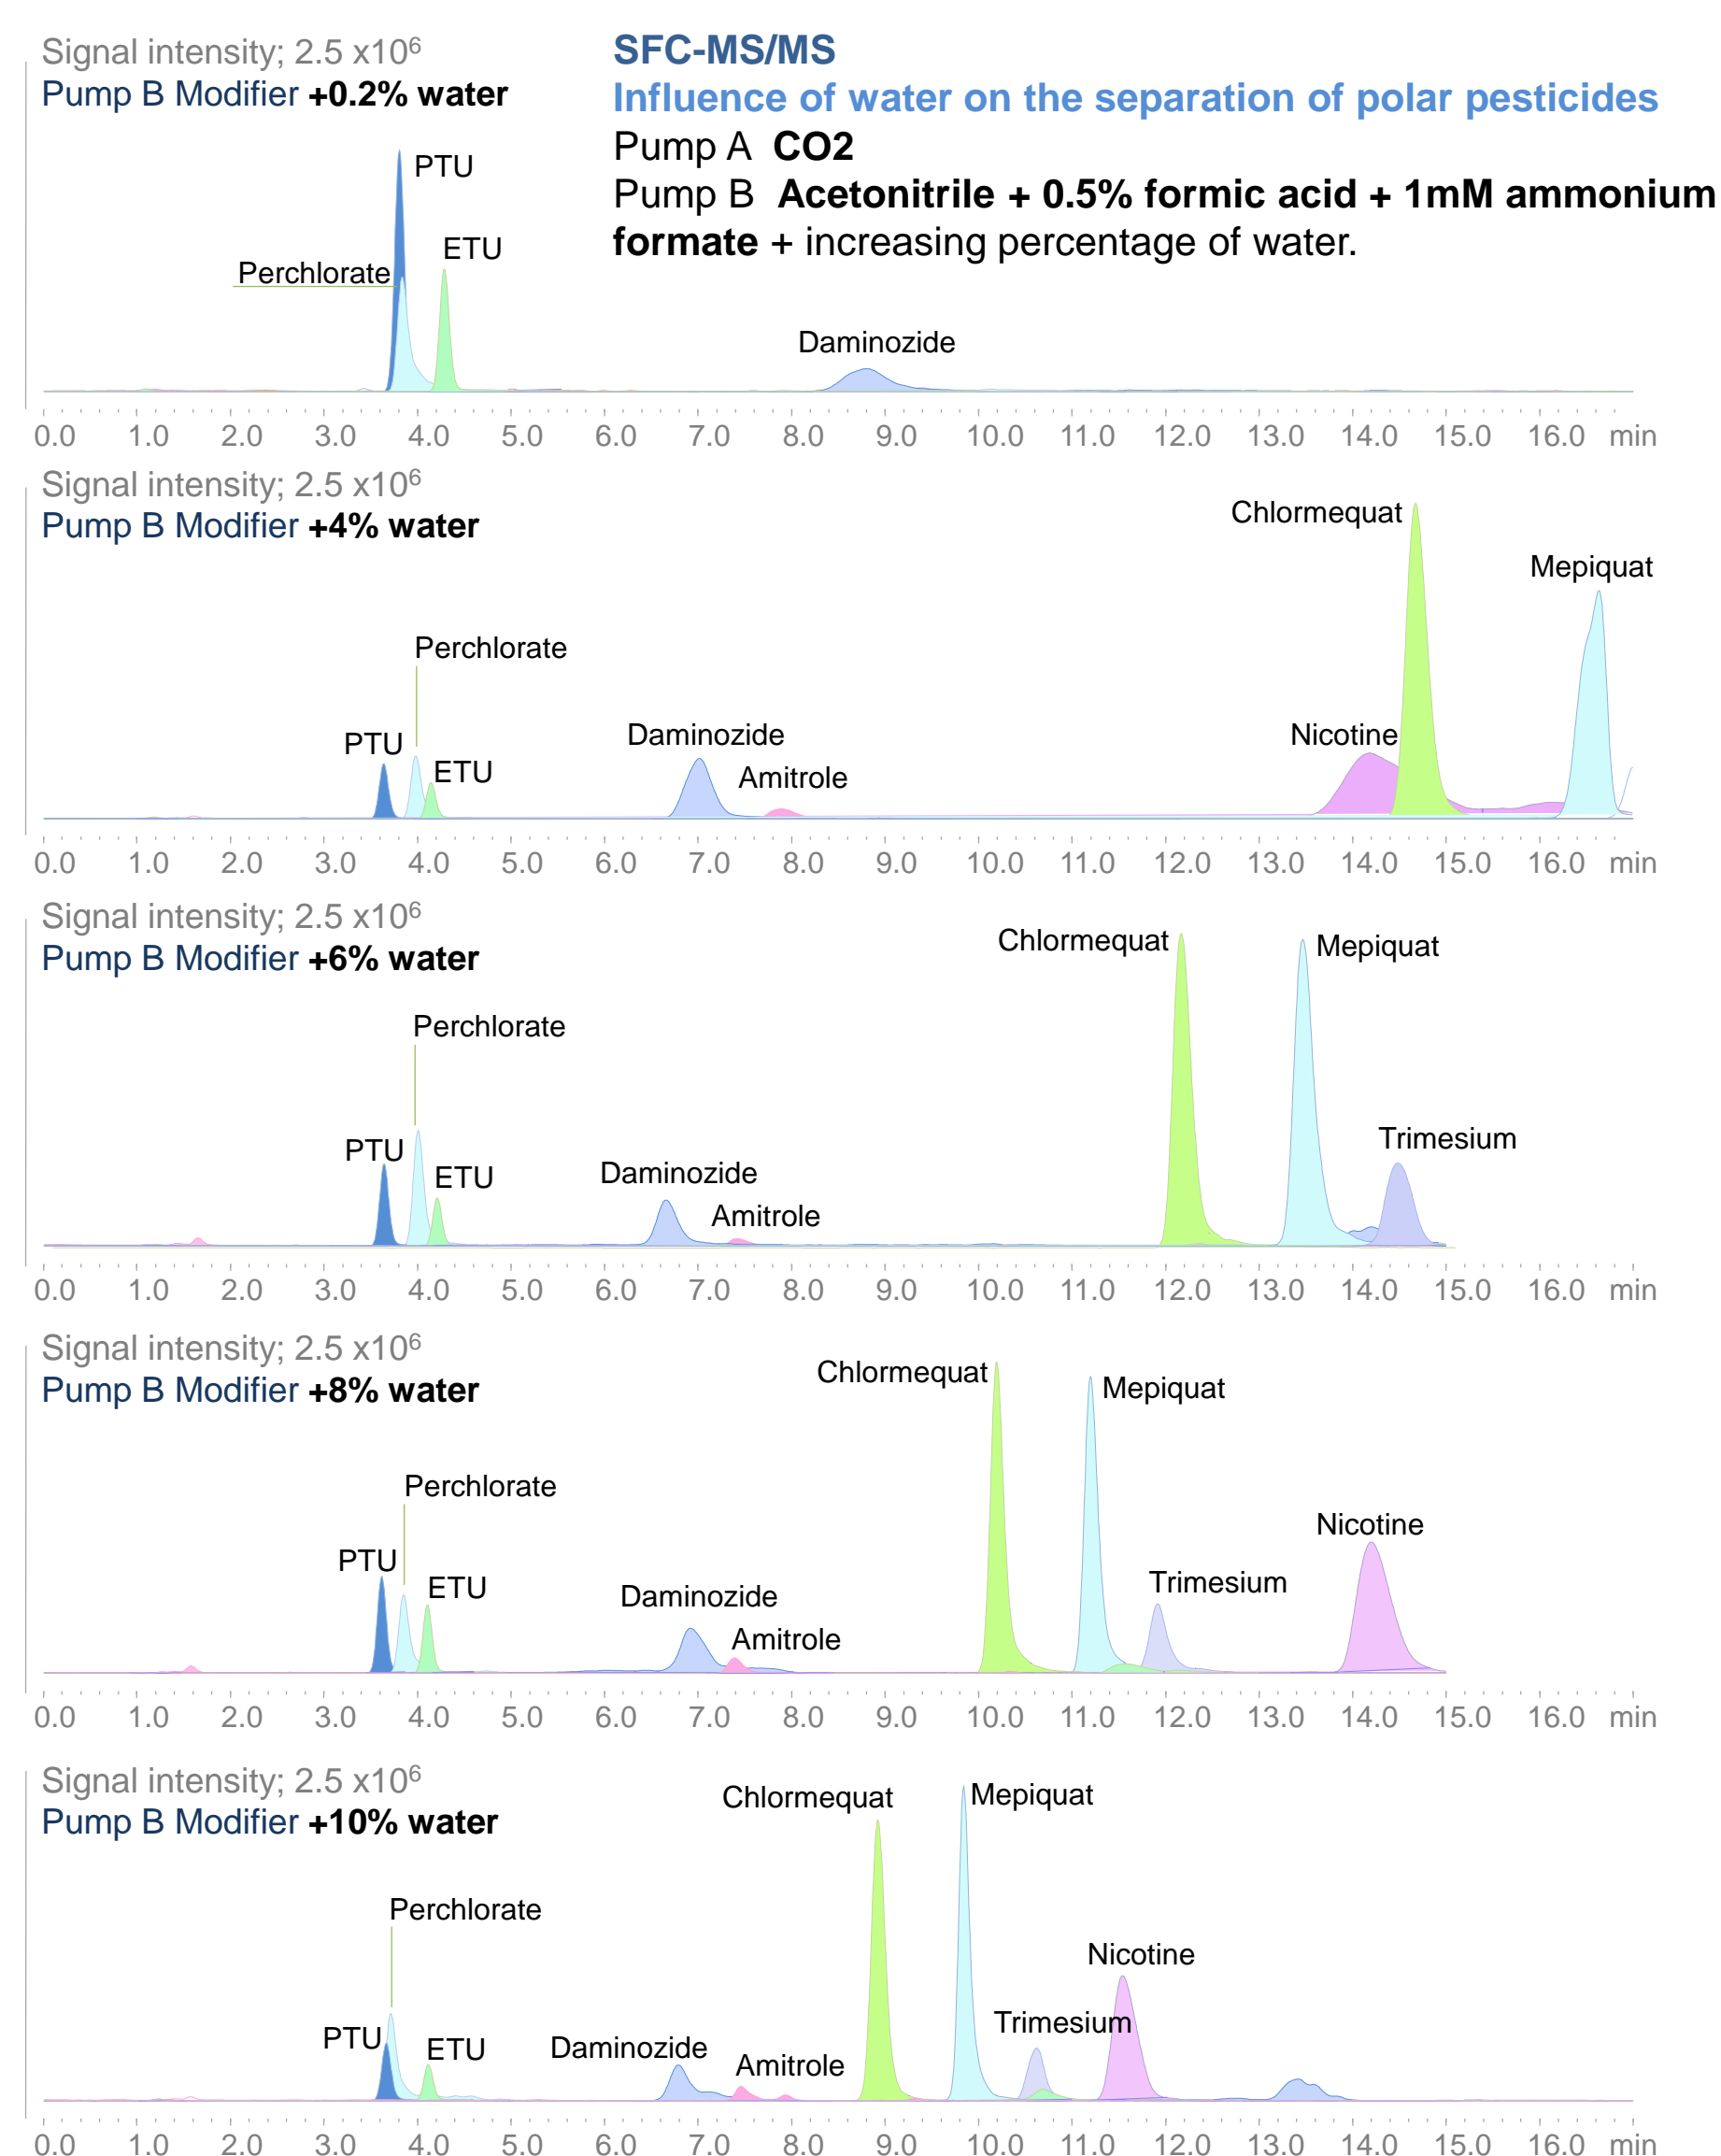 Signal intensity; 2.5 x10⁶
Pump B Modifier +0.2% water
SFC-MS/MS
Influence of water on the separation of polar pesticides
Pump A CO2
Pump B Acetonitrile + 0.5% formic acid + 1mM ammonium
formate + increasing percentage of water.
PTU
ETU
Perchlorate
Daminozide
0.0 1.0 2.0 3.0 4.0 5.0 6.0 7.0 8.0 9.0 10.0 11.0 12.0 13.0 14.0 15.0 16.0 min
Signal intensity; 2.5 x10⁶
Pump B Modifier +4% water
Chlormequat
Mepiquat
Perchlorate
PTU
ETU
Daminozide
Amitrole
Nicotine
0.0 1.0 2.0 3.0 4.0 5.0 6.0 7.0 8.0 9.0 10.0 11.0 12.0 13.0 14.0 15.0 16.0 min
Signal intensity; 2.5 x10⁶
Pump B Modifier +6% water
Chlormequat
Mepiquat
Perchlorate
PTU
ETU
Daminozide
Amitrole
Trimesium
0.0 1.0 2.0 3.0 4.0 5.0 6.0 7.0 8.0 9.0 10.0 11.0 12.0 13.0 14.0 15.0 16.0 min
Signal intensity; 2.5 x10⁶
Pump B Modifier +8% water
Chlormequat
Mepiquat
Perchlorate
PTU
ETU
Daminozide
Amitrole
Trimesium
Nicotine
0.0 1.0 2.0 3.0 4.0 5.0 6.0 7.0 8.0 9.0 10.0 11.0 12.0 13.0 14.0 15.0 16.0 min
Signal intensity; 2.5 x10⁶
Pump B Modifier +10% water
Chlormequat
Mepiquat
Perchlorate
PTU
ETU
Daminozide
Amitrole
Trimesium
Nicotine
0.0 1.0 2.0 3.0 4.0 5.0 6.0 7.0 8.0 9.0 10.0 11.0 12.0 13.0 14.0 15.0 16.0 min